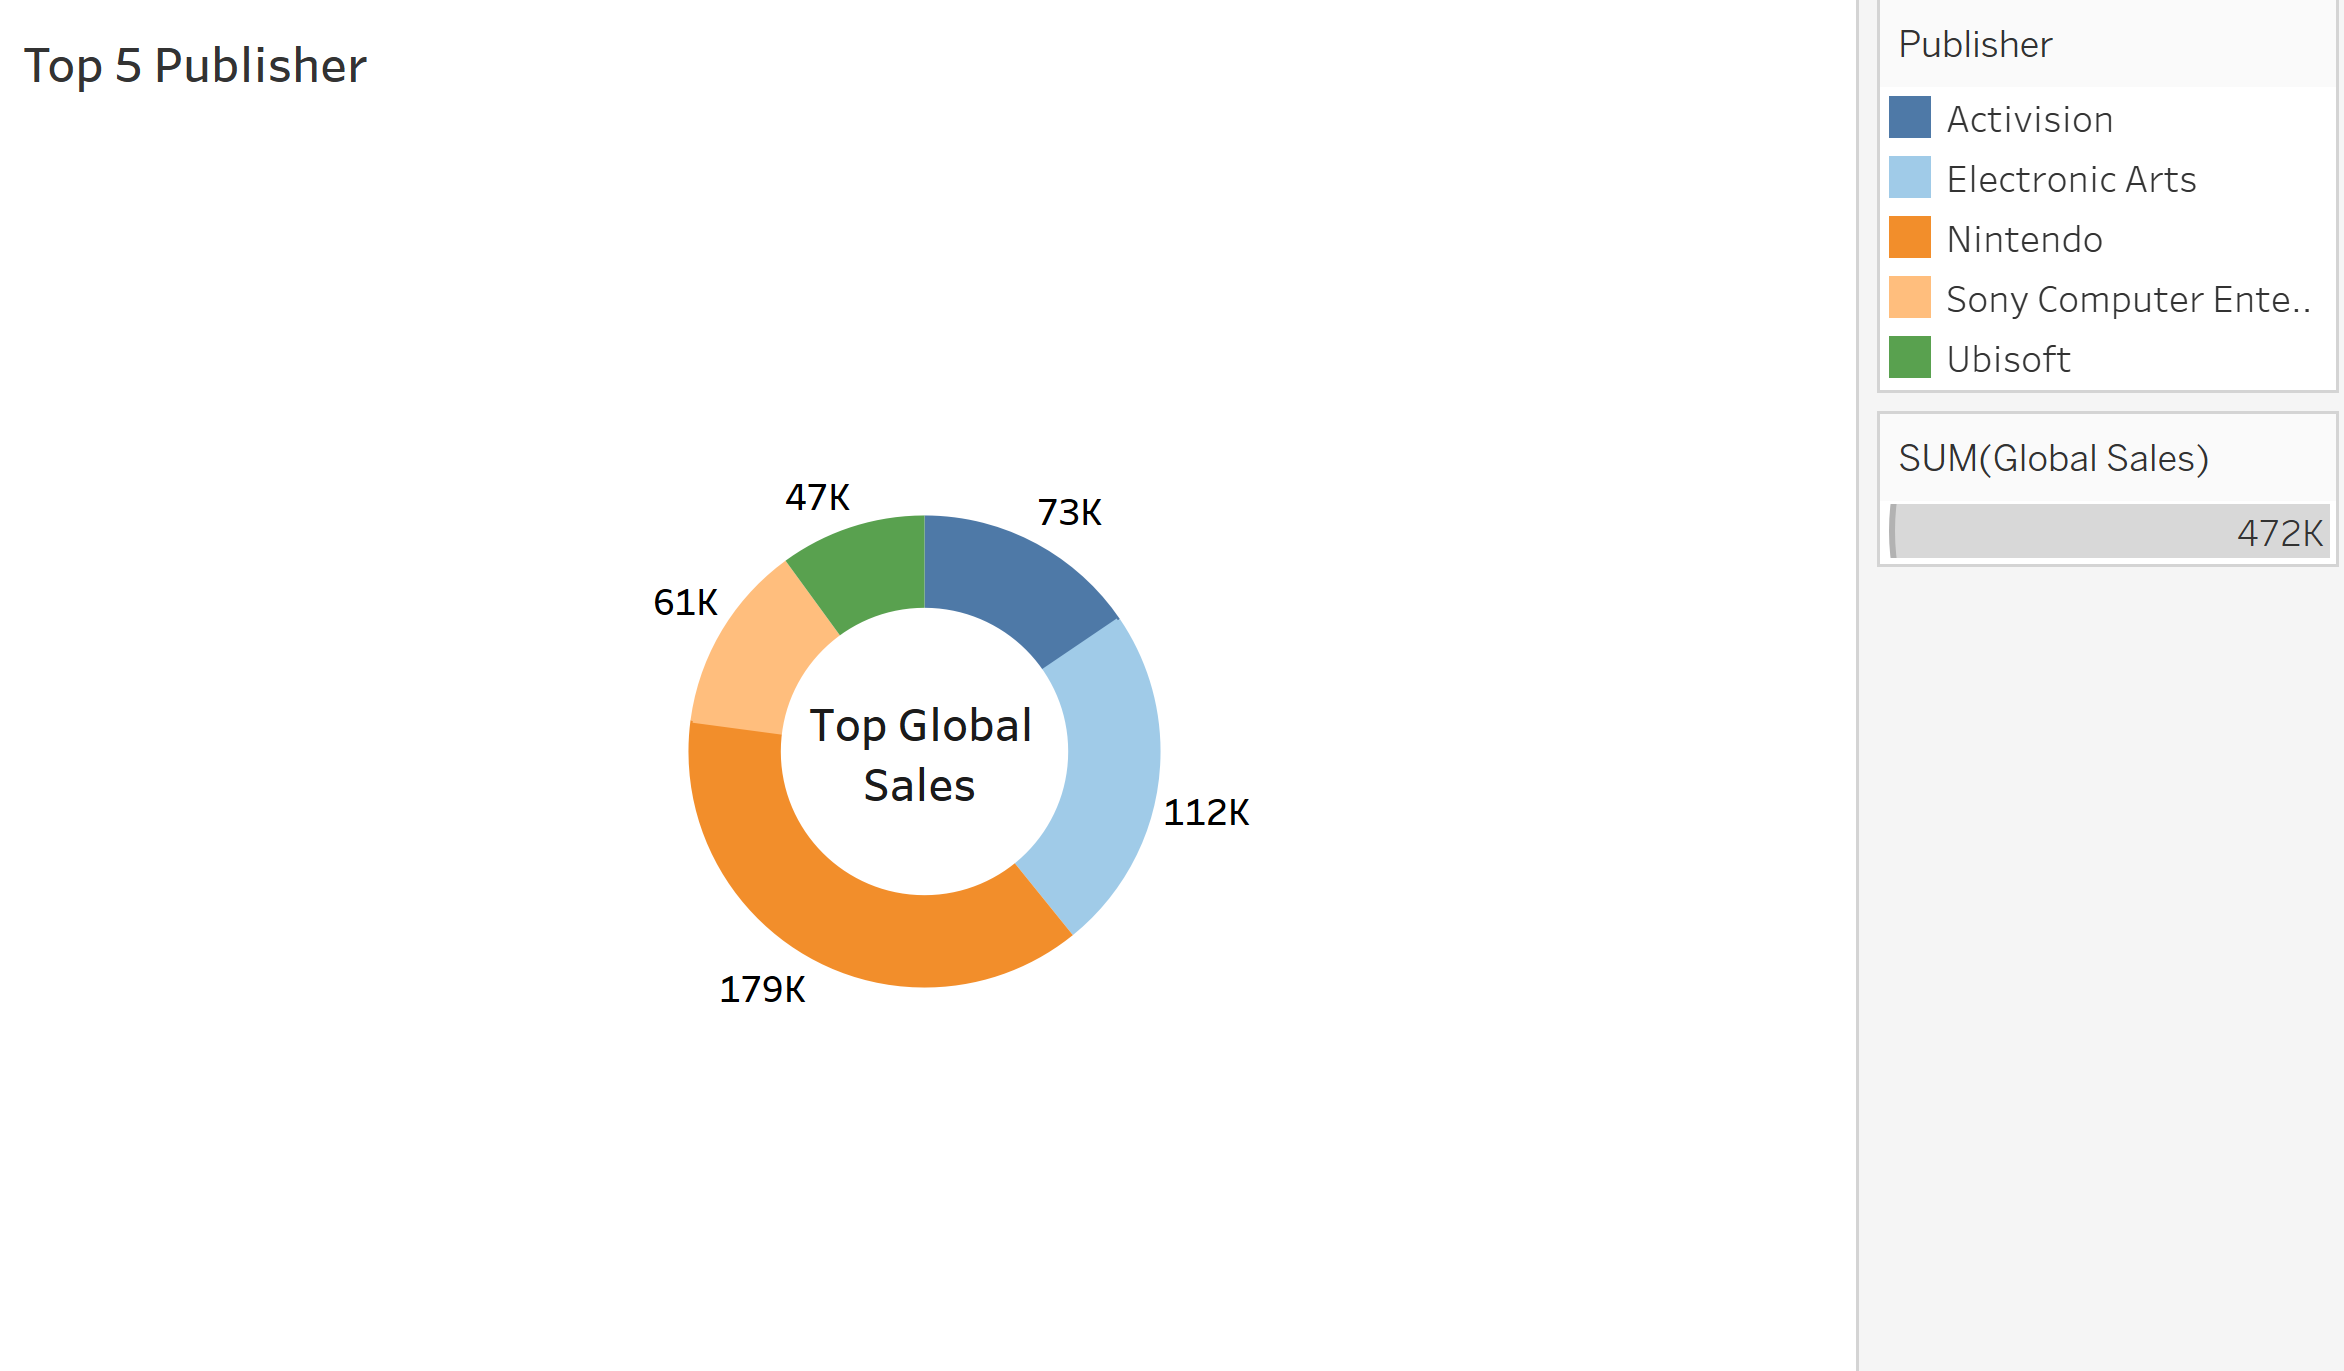 Top 5 Publisher
47K
73K
61K
Top Global
Sales
112K
179K
Publisher
Activision
Electronic Arts
Nintendo
Sony Computer Ente..
Ubisoft
SUM(Global Sales)
472K